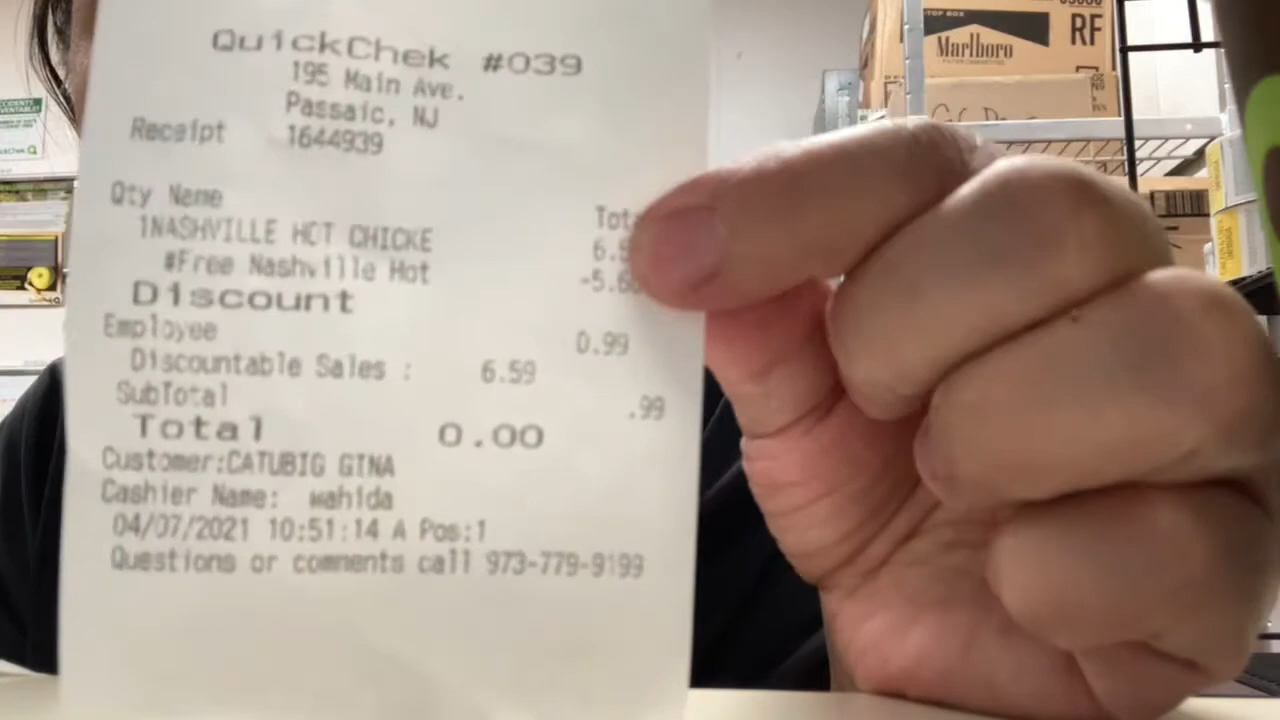 QuickChek #039
195 Main Ave.
Passaic, NJ
Receipt 1644939
Qty Name
1NASHVILLE HOT CHICKE
#Free Nashville Hot
Discount
Employee 0.99
Discountable Sales : 6.59
SubTotal .99
Total 0.00
Customer:CATUBIG GINA
Cashier Name: wahida
04/07/2021 10:51:14 A Pos:1
Questions or comments call 973-779-9199
TOP BOX
Marlboro
RF